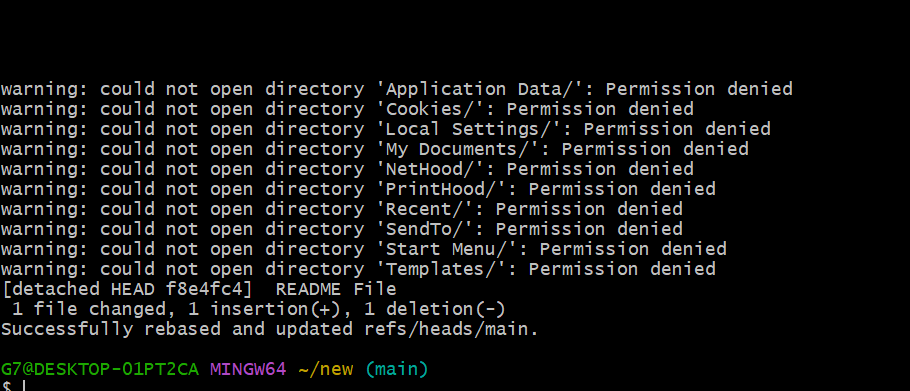 warning: could not open directory 'Application Data/': Permission denied
warning: could not open directory 'Cookies/': Permission denied
warning: could not open directory 'Local Settings/': Permission denied
warning: could not open directory 'My Documents/': Permission denied
warning: could not open directory 'NetHood/': Permission denied
warning: could not open directory 'PrintHood/': Permission denied
warning: could not open directory 'Recent/': Permission denied
warning: could not open directory 'SendTo/': Permission denied
warning: could not open directory 'Start Menu/': Permission denied
warning: could not open directory 'Templates/': Permission denied
[detached HEAD f8e4fc4]  README File
 1 file changed, 1 insertion(+), 1 deletion(-)
Successfully rebased and updated refs/heads/main.
G7@DESKTOP-01PT2CA MINGW64 ~/new (main)
$